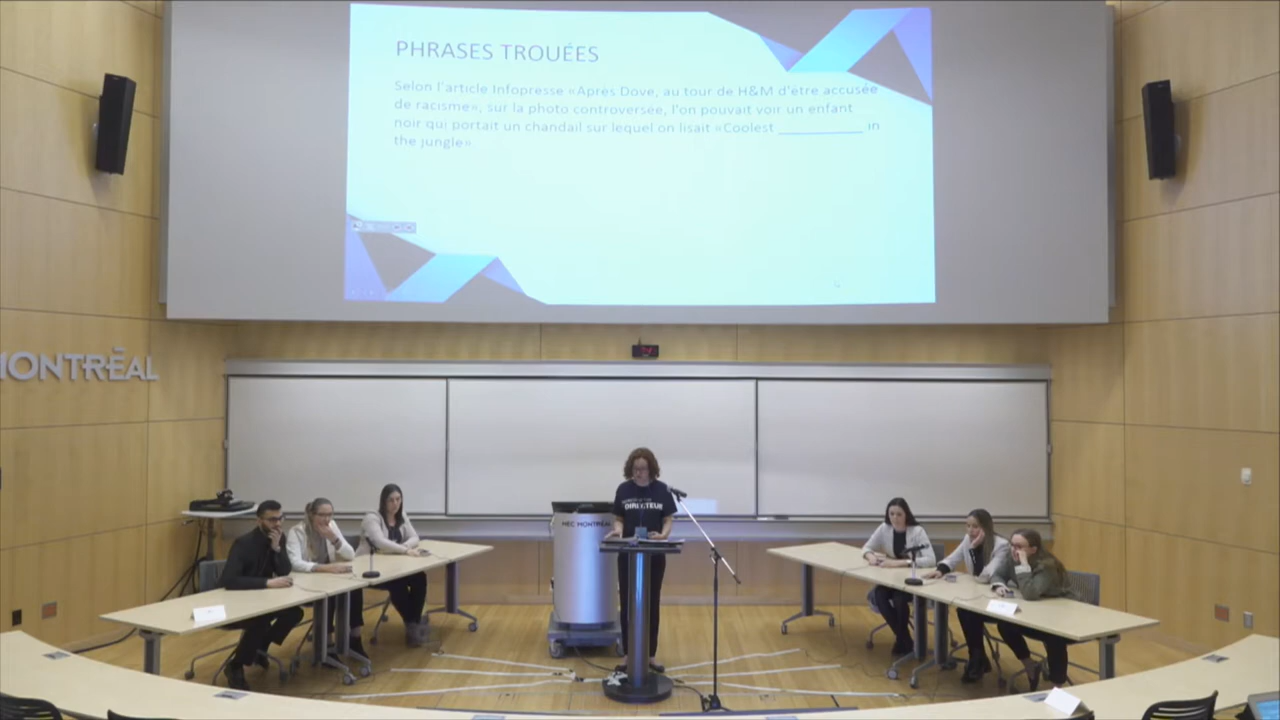 PHRASES TROUÉES
Selon l'article Infopresse «Après Dove, au tour de H&M d'être accusée
de racisme», sur la photo controversée, l'on pouvait voir un enfant
noir qui portait un chandail sur lequel on lisait «Coolest ____________ in
the jungle»
MONTRÉAL
HEC MONTRÉAL
DIRECTEUR